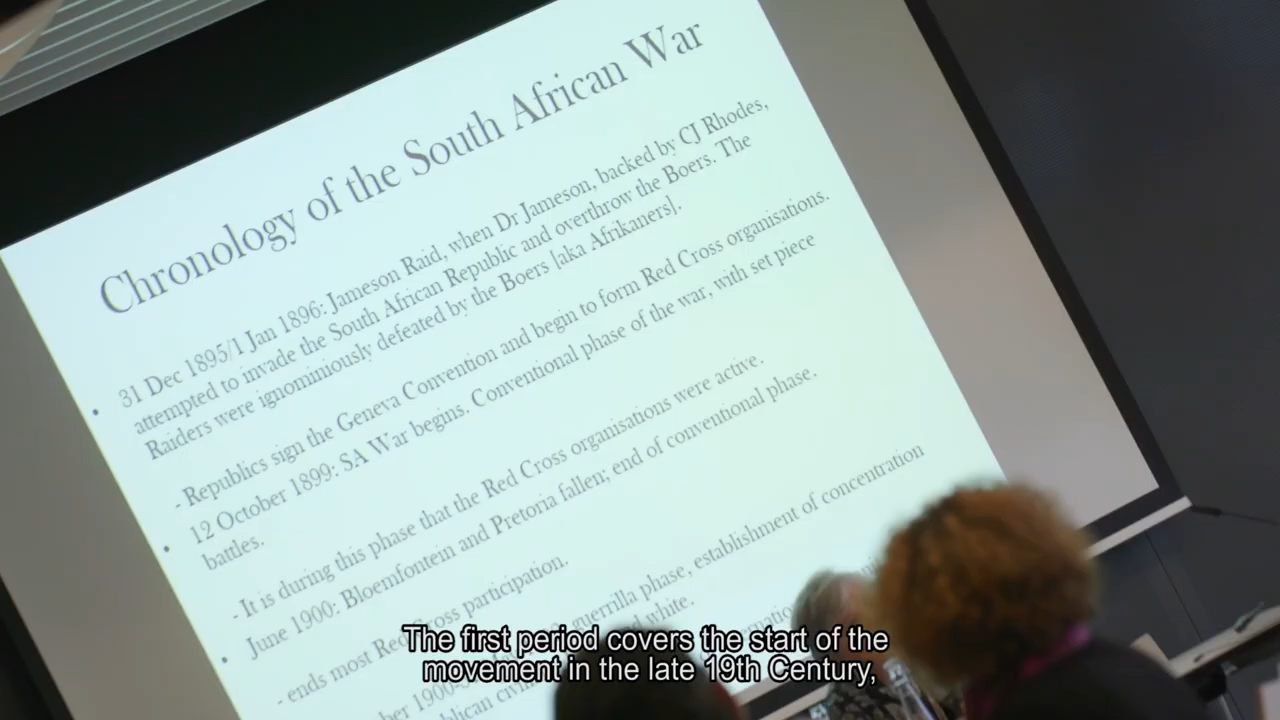 Chronology of the South African War
• 31 Dec 1895/1 Jan 1896: Jameson Raid, when Dr Jameson, backed by CJ Rhodes,
attempted to invade the South African Republic and overthrow the Boers. The
Raiders were ignominiously defeated by the Boers [aka Afrikaners].
- Republics sign the Geneva Convention and begin to form Red Cross organisations.
• 12 October 1899: SA War begins. Conventional phase of the war, with set piece
battles.
- It is during this phase that the Red Cross organisations were active.
• June 1900: Bloemfontein and Pretoria fallen; end of conventional phase.
- ends most Red Cross participation.
guerrilla phase, establishment of concentration
white.
The first period covers the start of the
movement in the late 19th Century,